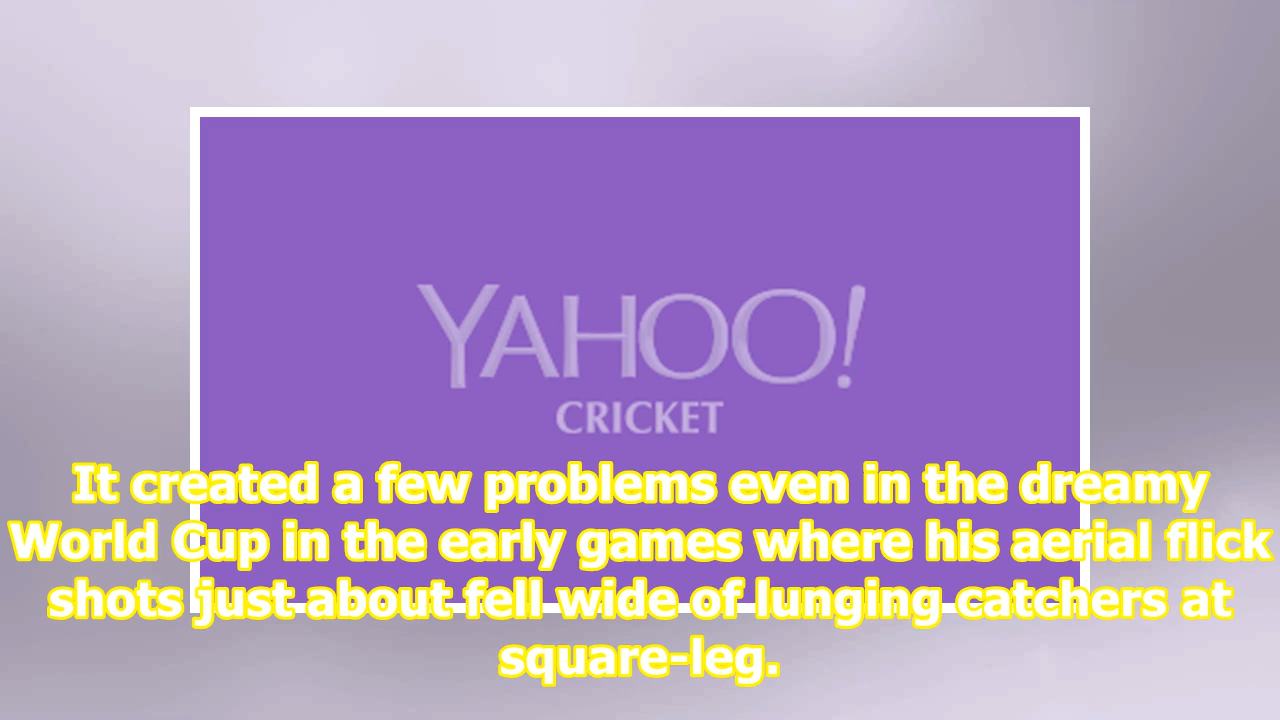 YAHOO!
CRICKET
It created a few problems even in the dreamy
World Cup in the early games where his aerial flick
shots just about fell wide of lunging catchers at
square-leg.